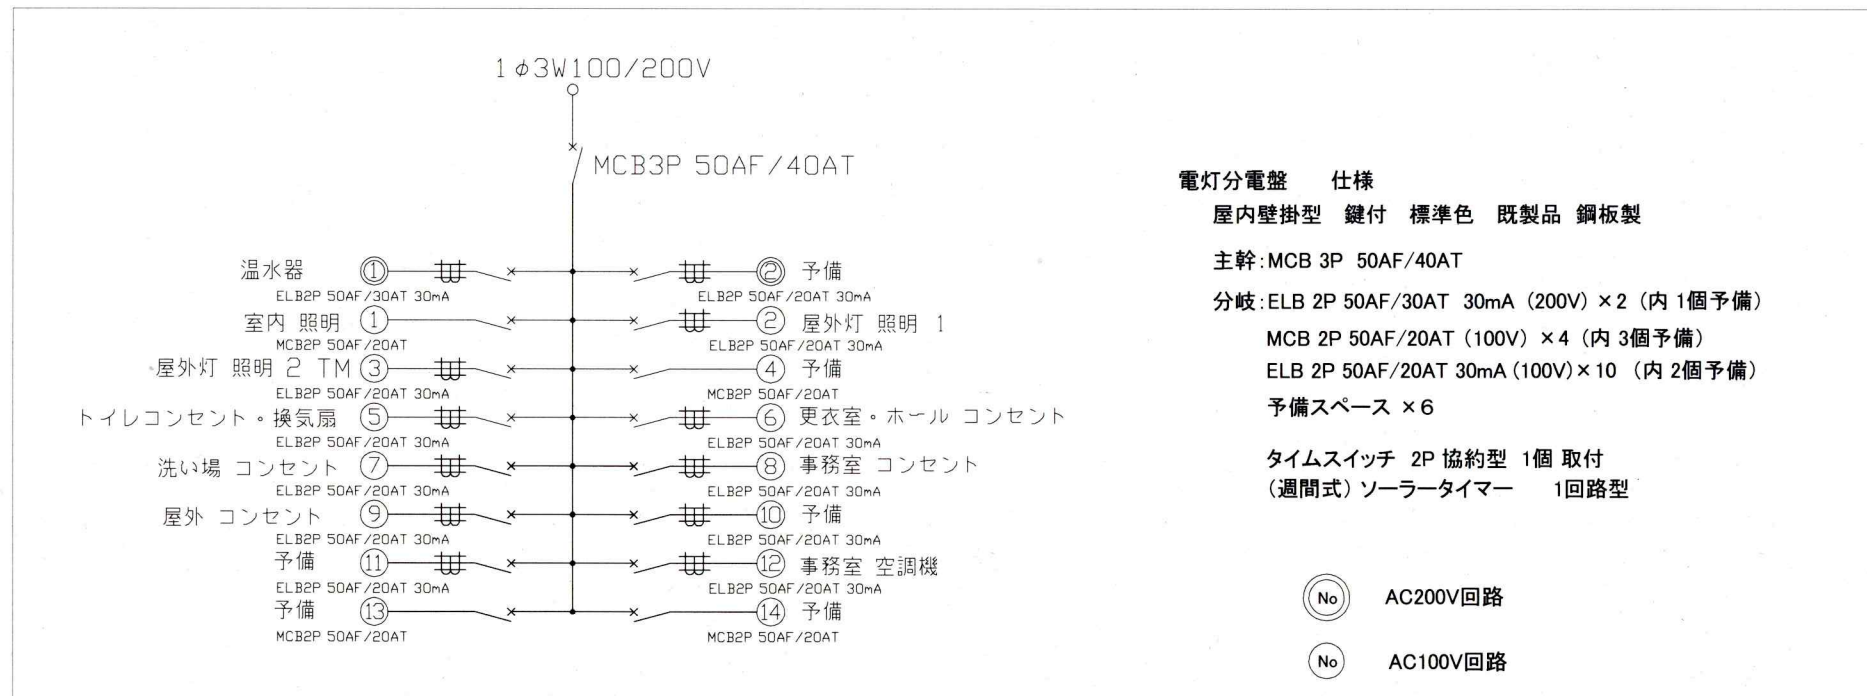 1φ3W100/200V
MCB3P 50AF/40AT
温水器 ① ② 予備
ELB2P 50AF/30AT 30mA ELB2P 50AF/20AT 30mA
室内 照明 ① ② 屋外灯 照明 1
MCB2P 50AF/20AT ELB2P 50AF/20AT 30mA
屋外灯 照明 2 TM ③ ④ 予備
ELB2P 50AF/20AT 30mA MCB2P 50AF/20AT
トイレコンセント・換気扇 ⑤ ⑥ 更衣室・ホール コンセント
ELB2P 50AF/20AT 30mA ELB2P 50AF/20AT 30mA
洗い場 コンセント ⑦ ⑧ 事務室 コンセント
ELB2P 50AF/20AT 30mA ELB2P 50AF/20AT 30mA
屋外 コンセント ⑨ ⑩ 予備
ELB2P 50AF/20AT 30mA ELB2P 50AF/20AT 30mA
予備 ⑪ ⑫ 事務室 空調機
ELB2P 50AF/20AT 30mA ELB2P 50AF/20AT 30mA
予備 ⑬ ⑭ 予備
MCB2P 50AF/20AT MCB2P 50AF/20AT
電灯分電盤 仕様
屋内壁掛型 鍵付 標準色 既製品 鋼板製
主幹:MCB 3P 50AF/40AT
分岐:ELB 2P 50AF/30AT 30mA (200V) ×2 (内 1個予備)
MCB 2P 50AF/20AT (100V) ×4 (内 3個予備)
ELB 2P 50AF/20AT 30mA (100V)×10 (内 2個予備)
予備スペース ×6
タイムスイッチ 2P 協約型 1個 取付
(週間式) ソーラータイマー 1回路型
No AC200V回路
No AC100V回路